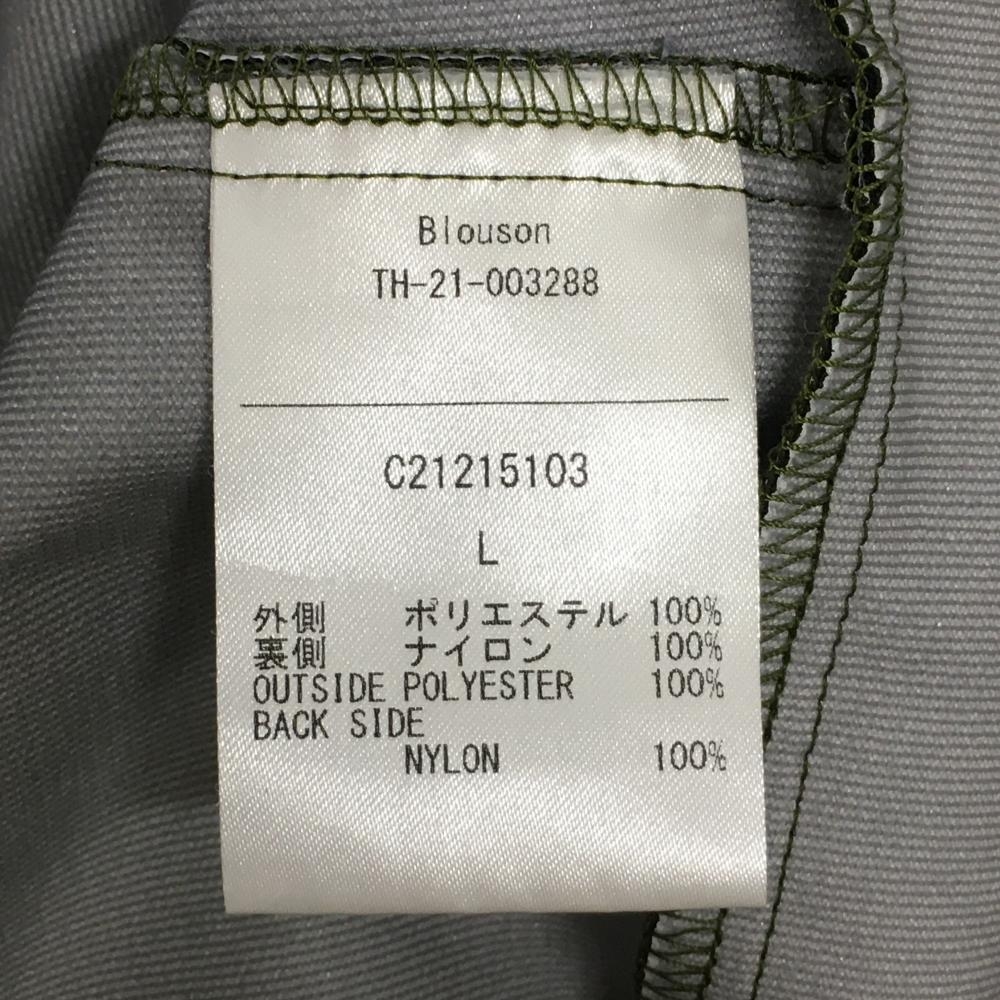 Blouson
TH-21-003288
C21215103
L
外側 ポリエステル 100%
裏側 ナイロン 100%
OUTSIDE POLYESTER 100%
BACK SIDE
NYLON 100%